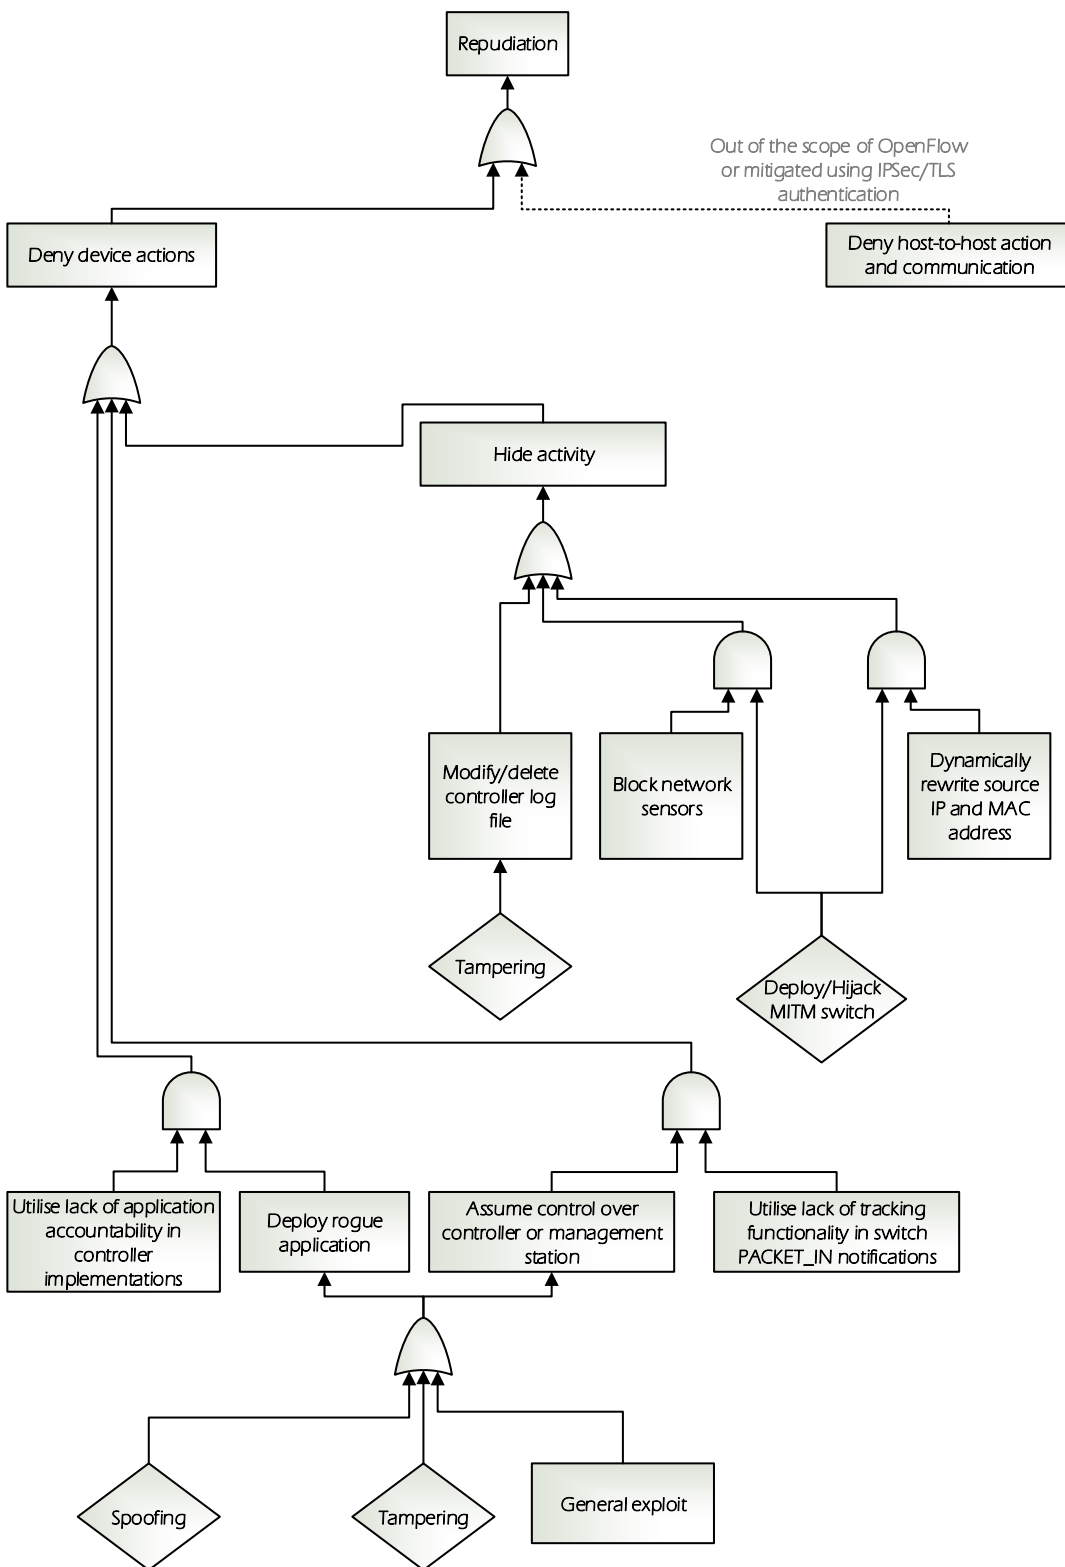 Repudiation
Out of the scope of OpenFlow
or mitigated using IPSec/TLS
authentication
Deny device actions
Deny host-to-host action
and communication
Hide activity
Modify/delete
controller log
file
Block network
sensors
Dynamically
rewrite source
IP and MAC
address
Tampering
Deploy/Hijack
MITM switch
Utilise lack of application
accountability in
controller
implementations
Deploy rogue
application
Assume control over
controller or management
station
Utilise lack of tracking
functionality in switch
PACKET_IN notifications
Spoofing
Tampering
General exploit